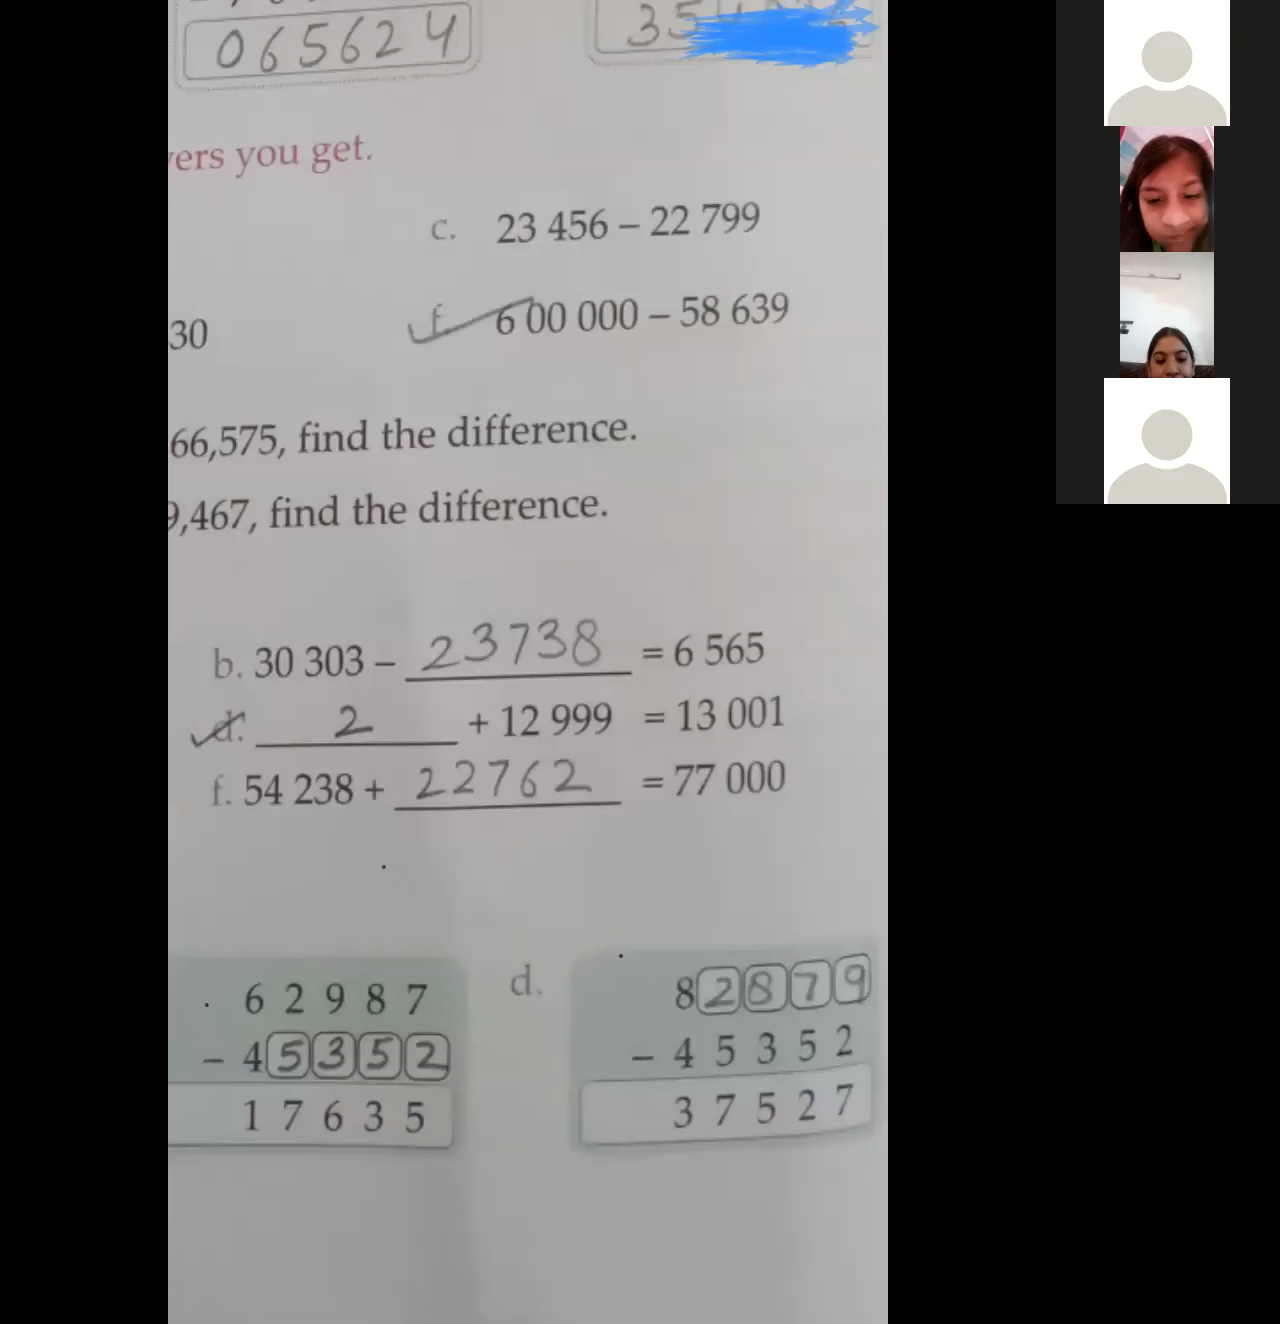 065624
35
vers you get.
c. 23 456 – 22 799
30
f. 600 000 – 58 639
66,575, find the difference.
9,467, find the difference.
b. 30 303 – 23738 = 6 565
d. 2 + 12 999 = 13 001
f. 54 238 + 22762 = 77 000
6 2 9 8 7
– 4 5 3 5 2
1 7 6 3 5
d.
8 2 8 7 9
– 4 5 3 5 2
3 7 5 2 7